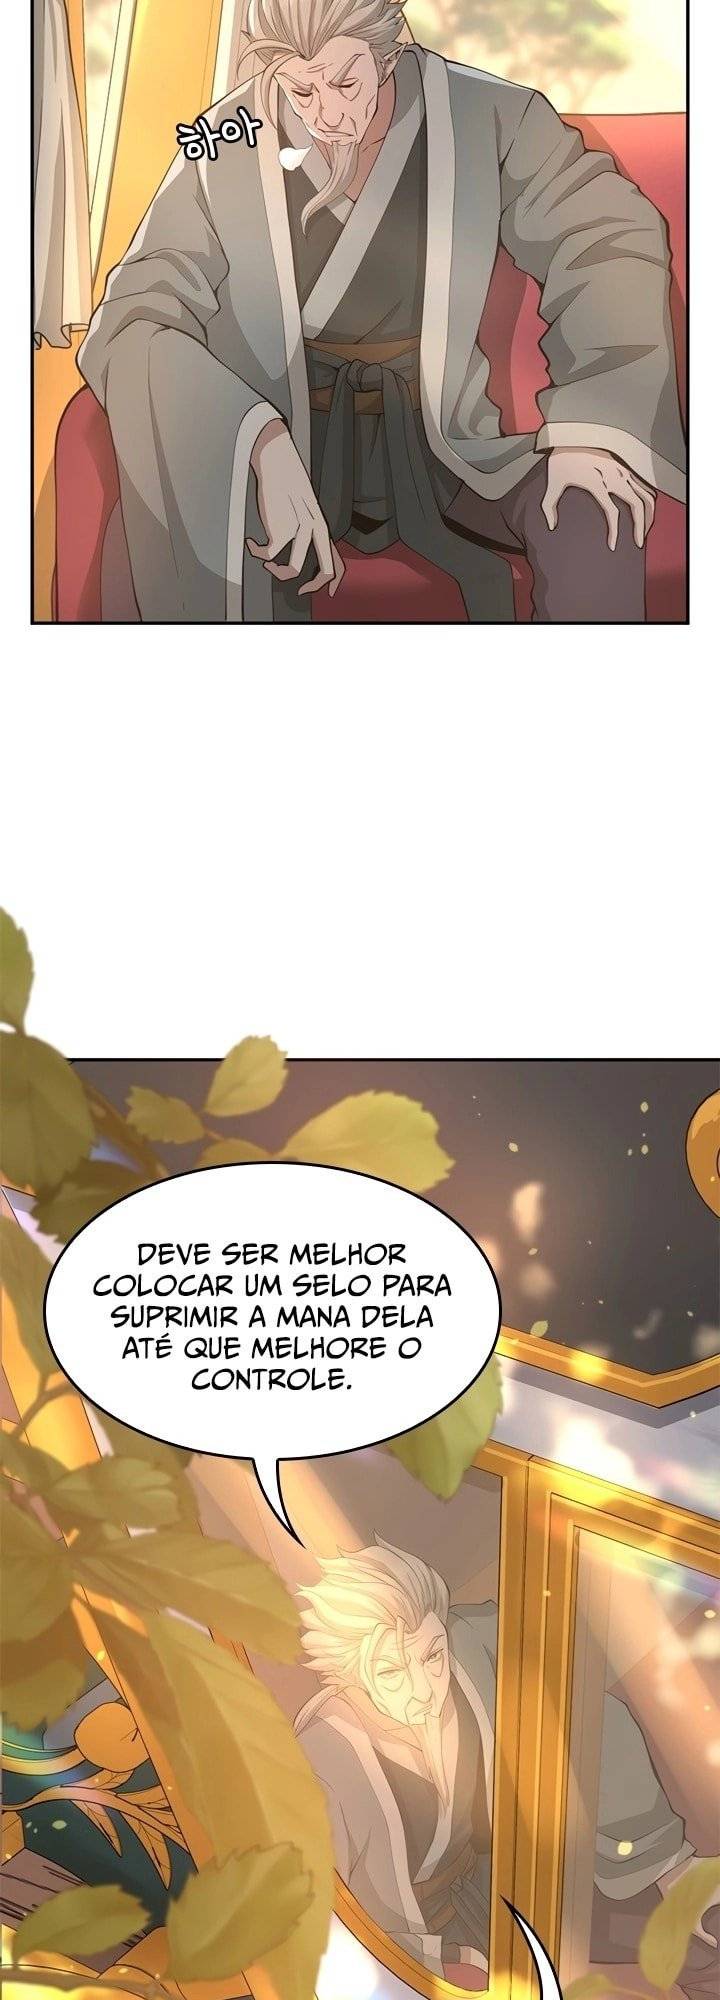 하아
DEVE SER MELHOR
COLOCAR UM SELO PARA
SUPRIMIR A MANA DELA
ATÉ QUE MELHORE O
CONTROLE.